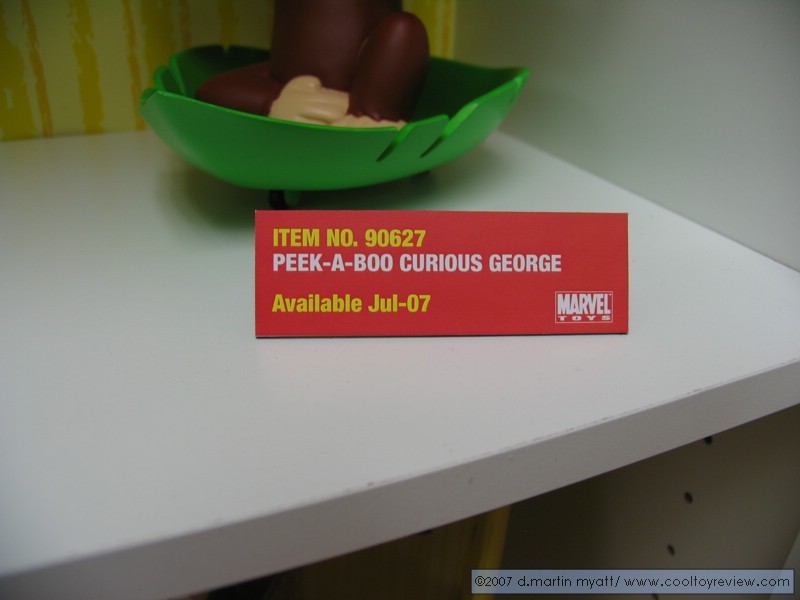 ITEM NO. 90627
PEEK-A-BOO CURIOUS GEORGE
Available Jul-07
MARVEL
TOYS
©2007 d.martin myatt/ www.cooltoyreview.com